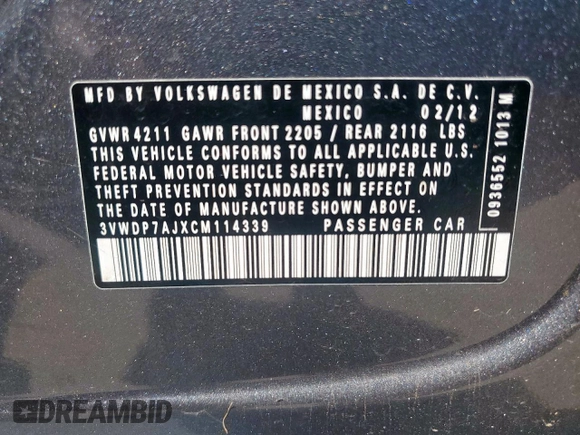 MFD BY VOLKSWAGEN DE MEXICO S.A. DE C.V.
MEXICO 02/12
GVWR 4211 GAWR FRONT 2205 / REAR 2116 LBS
THIS VEHICLE CONFORMS TO ALL APPLICABLE U.S.
FEDERAL MOTOR VEHICLE SAFETY, BUMPER AND
THEFT PREVENTION STANDARDS IN EFFECT ON
THE DATE OF MANUFACTURE SHOWN ABOVE.
3VWDP7AJXCM114339 PASSENGER CAR
0936552 1013 M
DREAMBID